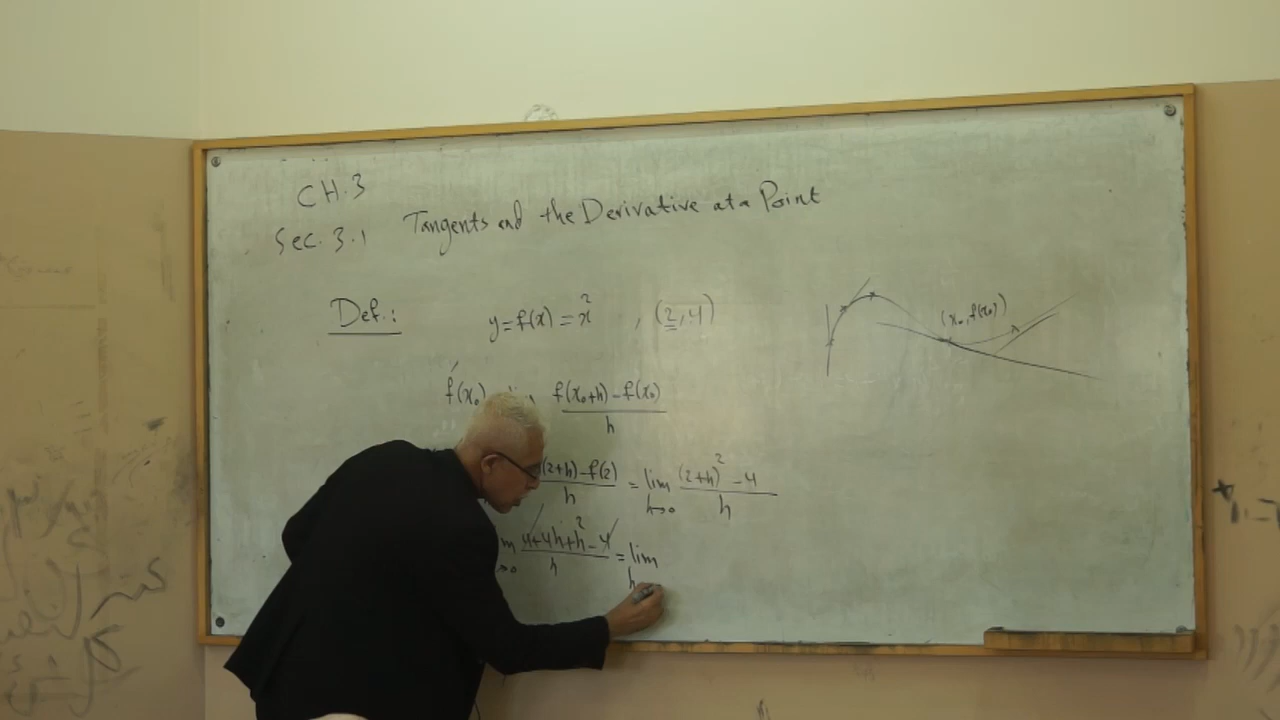 CH.3
Sec. 3.1 Tangents and the Derivative at a Point
Def.: y=f(x)=x², (2,4)
(x₀,f(x₀))
f'(x₀) f(x₀+h)-f(x₀)/h
(2+h)-f(2)/h = lim h→0 (2+h)²-4/h
4+4h+h²-4/h = lim
h